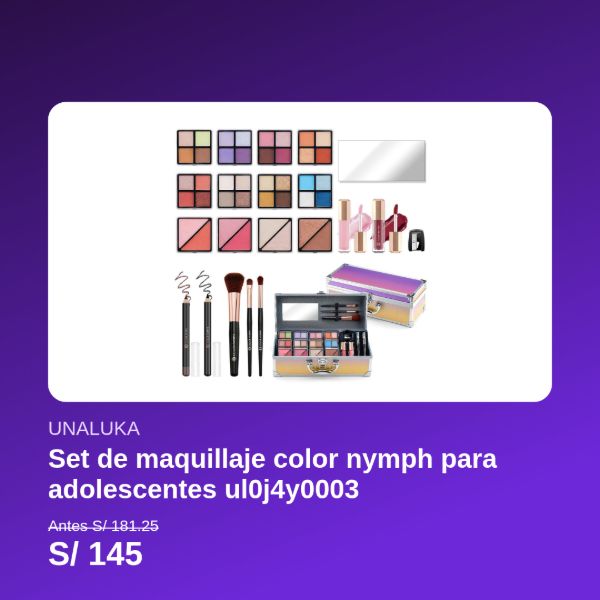 UNALUKA
Set de maquillaje color nymph para
adolescentes ul0j4y0003
Antes S/ 181.25
S/ 145